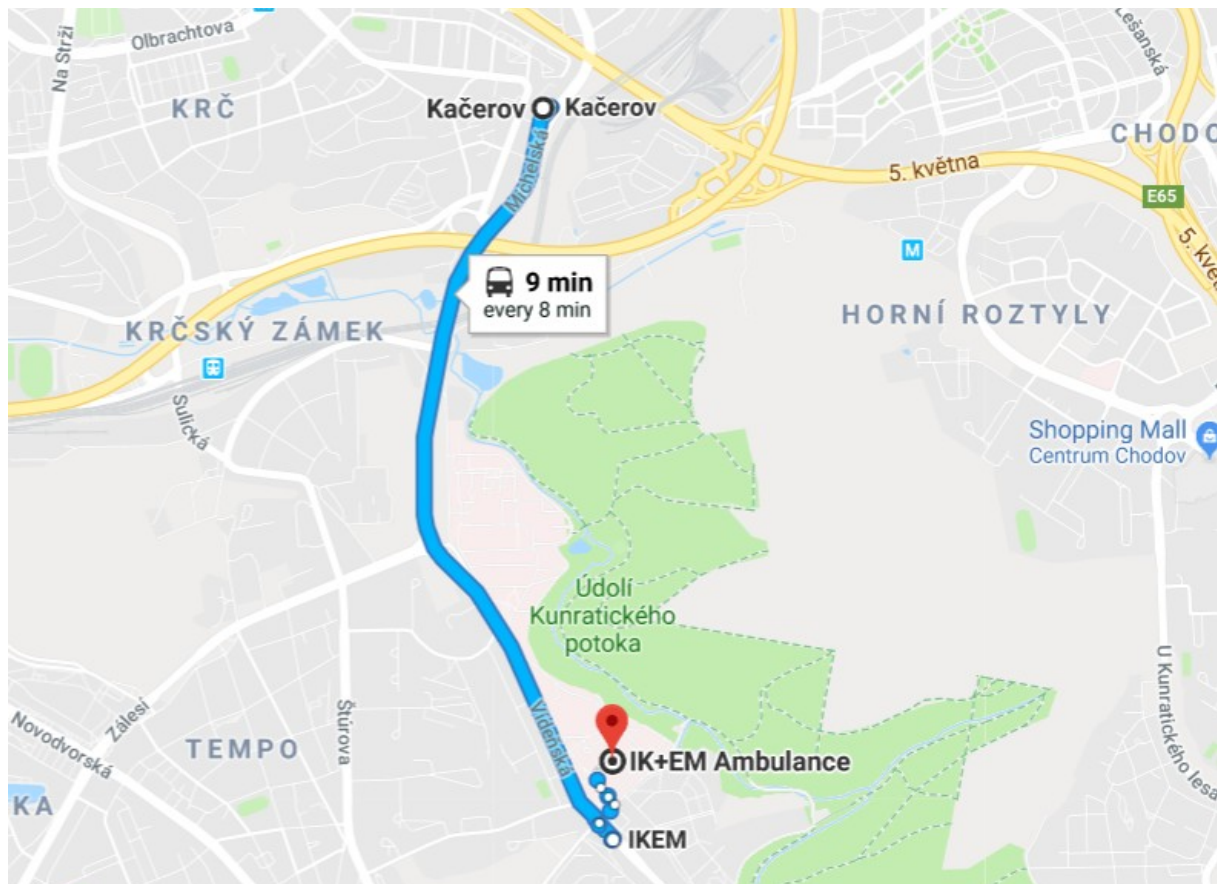 Olbrachtova
Na Strži
Lešanská
KRČ
Kačerov
Kačerov
CHODO
Michelská
5. května
E65
5. kvě
M
9 min
every 8 min
KRČSKÝ ZÁMEK
HORNÍ ROZTYLY
Sulická
Shopping Mall
Centrum Chodov
Údolí
Kunratického
potoka
U Kunratického lesa
Vídeňská
Štúrova
Zálesí
Novodvorská
TEMPO
IK+EM Ambulance
KA
IKEM